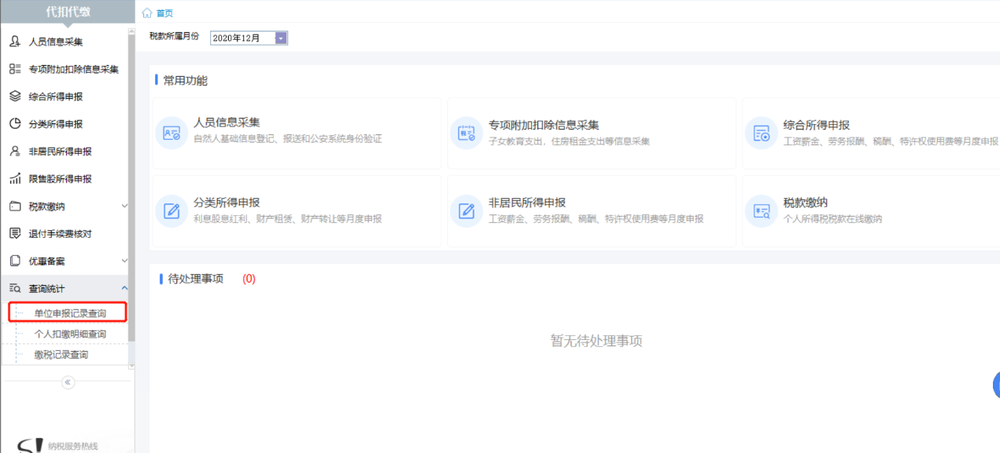 代扣代缴
首页
人员信息采集
专项附加扣除信息采集
综合所得申报
分类所得申报
非居民所得申报
限售股所得申报
税款缴纳
退付手续费核对
优惠备案
查询统计
单位申报记录查询
个人扣缴明细查询
缴税记录查询
纳税服务热线
税款所属月份
2020年12月
常用功能
人员信息采集
自然人基础信息登记、报送和公安系统身份验证
专项附加扣除信息采集
子女教育支出，住房租金支出等信息采集
综合所得申报
工资薪金、劳务报酬、稿酬、特许权使用费等月度申报
分类所得申报
利息股息红利、财产租赁、财产转让等月度申报
非居民所得申报
工资薪金、劳务报酬、稿酬、特许权使用费等月度申报
税款缴纳
个人所得税税款在线缴纳
待处理事项 (0)
暂无待处理事项